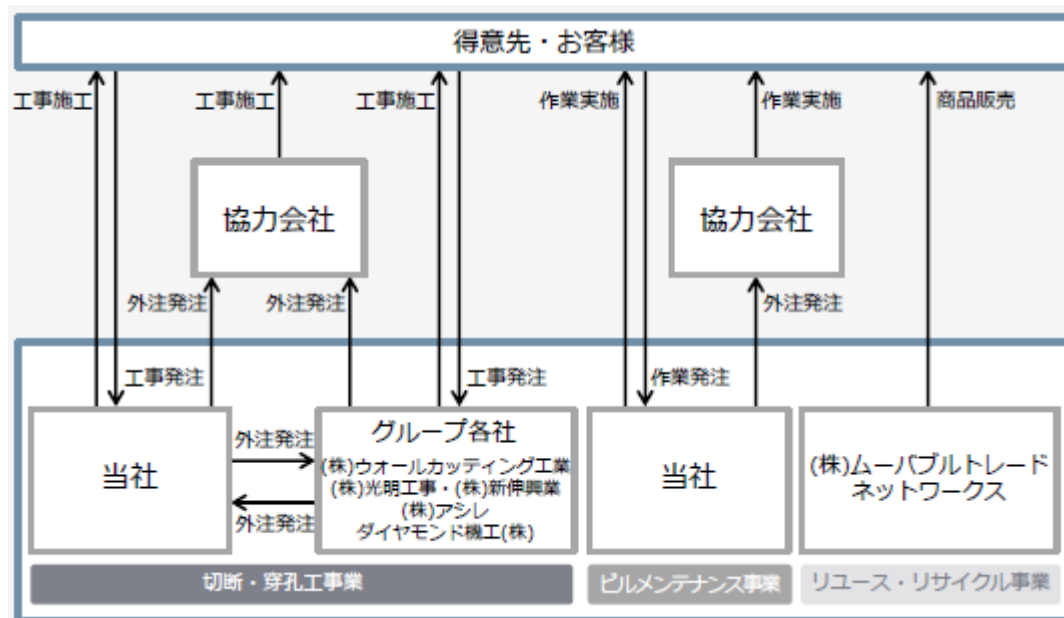 得意先・お客様
工事施工
工事施工
工事施工
作業実施
作業実施
商品販売
協力会社
協力会社
外注発注
外注発注
外注発注
工事発注
工事発注
作業発注
当社
外注発注
外注発注
グループ各社
(株)ウォールカッティング工業
(株)光明工事・(株)新伸興業
(株)アシレ
ダイヤモンド機工(株)
当社
(株)ムーバブルトレード
ネットワークス
切断・穿孔工事業
ビルメンテナンス事業
リユース・リサイクル事業